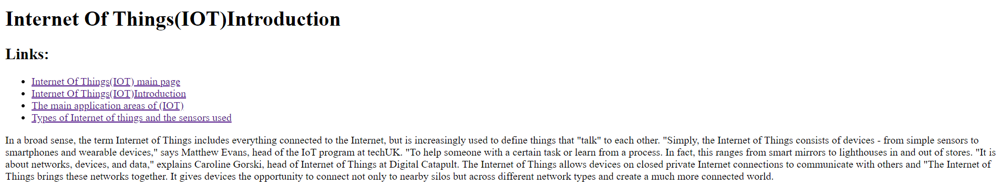 Internet Of Things(IOT)Introduction
Links:
Internet Of Things(IOT) main page
Internet Of Things(IOT)Introduction
The main application areas of (IOT)
Types of Internet of things and the sensors used
In a broad sense, the term Internet of Things includes everything connected to the Internet, but is increasingly used to define things that "talk" to each other. "Simply, the Internet of Things consists of devices - from simple sensors to
smartphones and wearable devices," says Matthew Evans, head of the IoT program at techUK. "To help someone with a certain task or learn from a process. In fact, this ranges from smart mirrors to lighthouses in and out of stores. "It is
about networks, devices, and data," explains Caroline Gorski, head of Internet of Things at Digital Catapult. The Internet of Things allows devices on closed private Internet connections to communicate with others and "The Internet of
Things brings these networks together. It gives devices the opportunity to connect not only to nearby silos but across different network types and create a much more connected world.